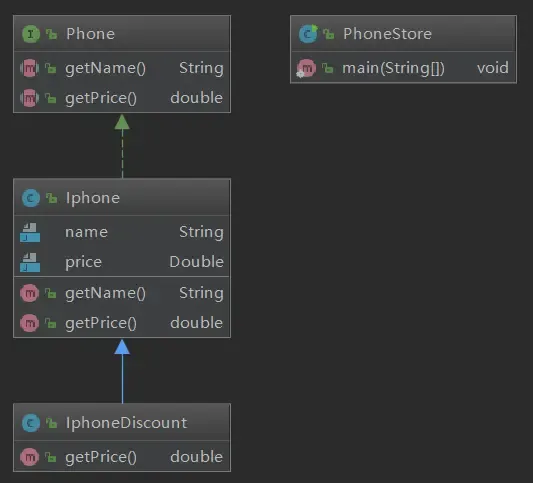 Phone
getName() String
getPrice() double
PhoneStore
main(String[]) void
Iphone
name String
price Double
getName() String
getPrice() double
IphoneDiscount
getPrice() double